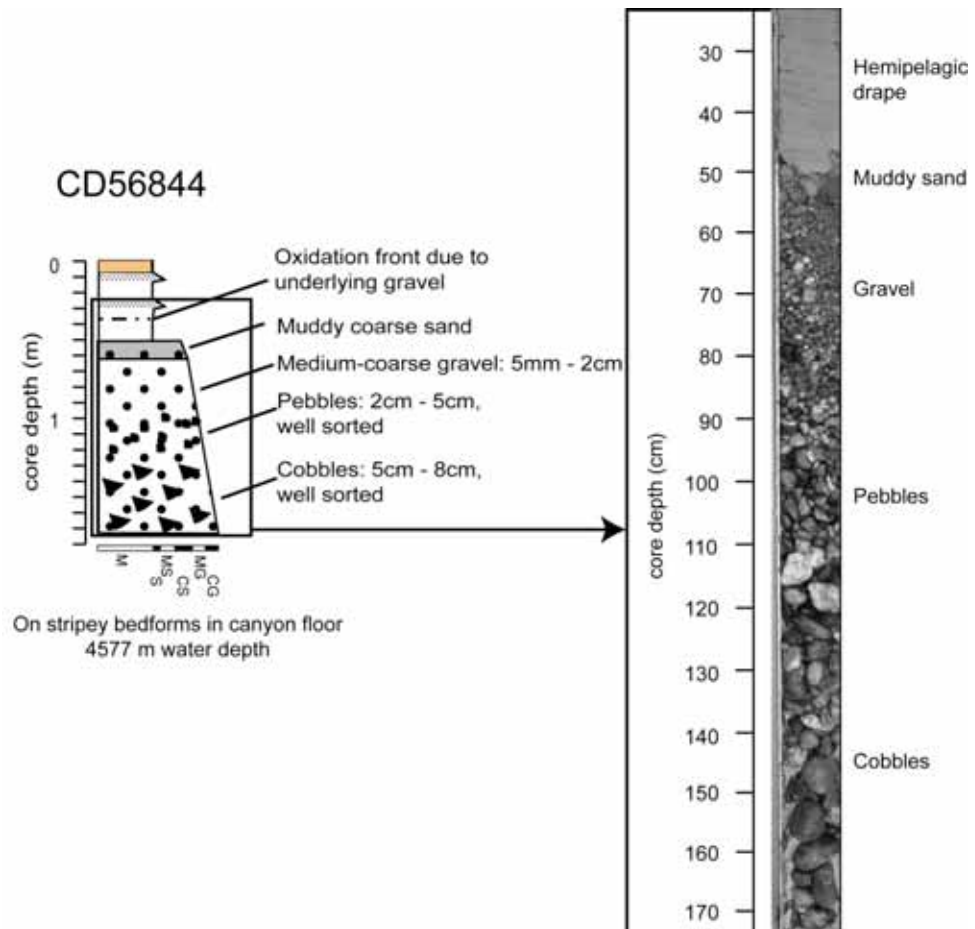 CD56844
0
1
core depth (m)
Oxidation front due to
underlying gravel
Muddy coarse sand
Medium-coarse gravel: 5mm - 2cm
Pebbles: 2cm - 5cm,
well sorted
Cobbles: 5cm - 8cm,
well sorted
M
S
MS
CS
MG
CG
On stripey bedforms in canyon floor
4577 m water depth
core depth (cm)
30
40
50
60
70
80
90
100
110
120
130
140
150
160
170
Hemipelagic
drape
Muddy sand
Gravel
Pebbles
Cobbles